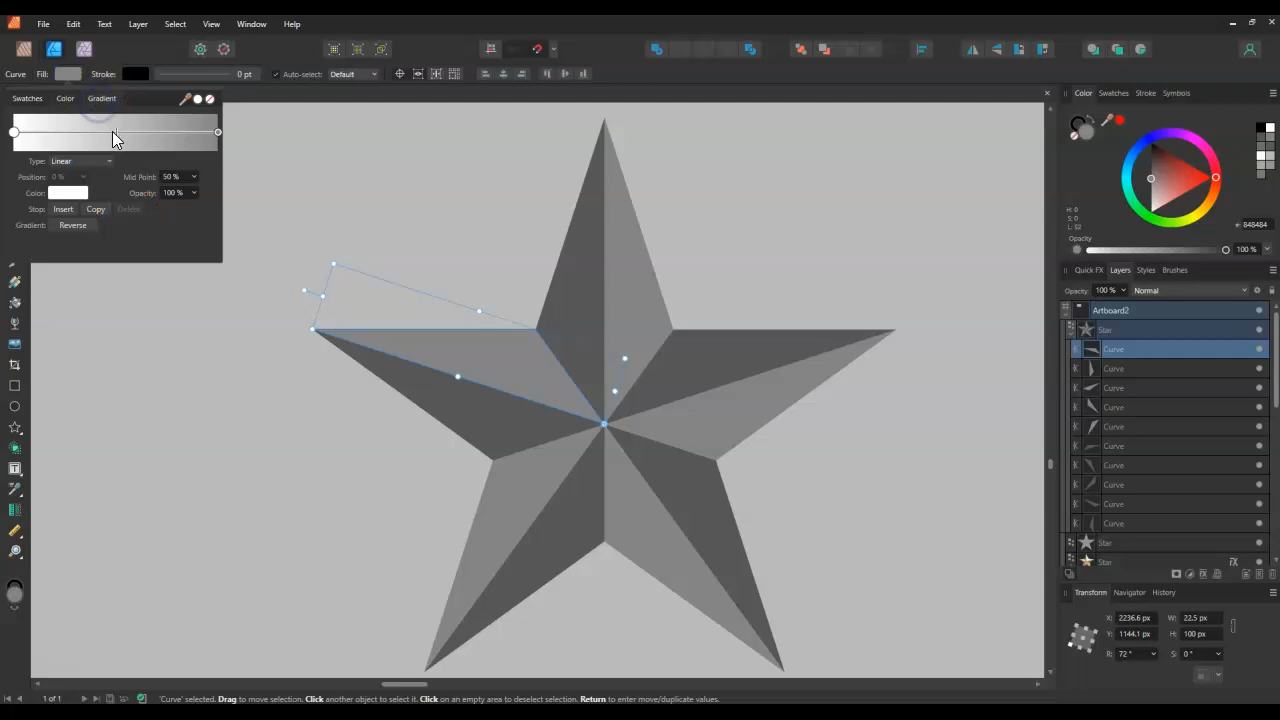 File Edit Text Layer Select View Window Help
Curve Fill: Stroke: 0 pt Auto-select: Default
Swatches Color Gradient
Type: Linear
Position: 0 % Mid Point: 50 %
Color: Opacity: 100 %
Stop: Insert Copy Delete
Gradient: Reverse
Color Swatches Stroke Symbols
H: 0
S: 0
L: 52
#: 848484
Opacity
100 %
Quick FX Layers Styles Brushes
Opacity: 100 % Normal
Artboard2
Star
Curve
Curve
Curve
Curve
Curve
Curve
Curve
Curve
Curve
Curve
Star
Star
Transform Navigator History
X: 2236.6 px W: 22.5 px
Y: 1144.1 px H: 100 px
R: 72 ° S: 0 °
1 of 1 'Curve' selected. Drag to move selection. Click another object to select it. Click on an empty area to deselect selection. Return to enter move/duplicate values.